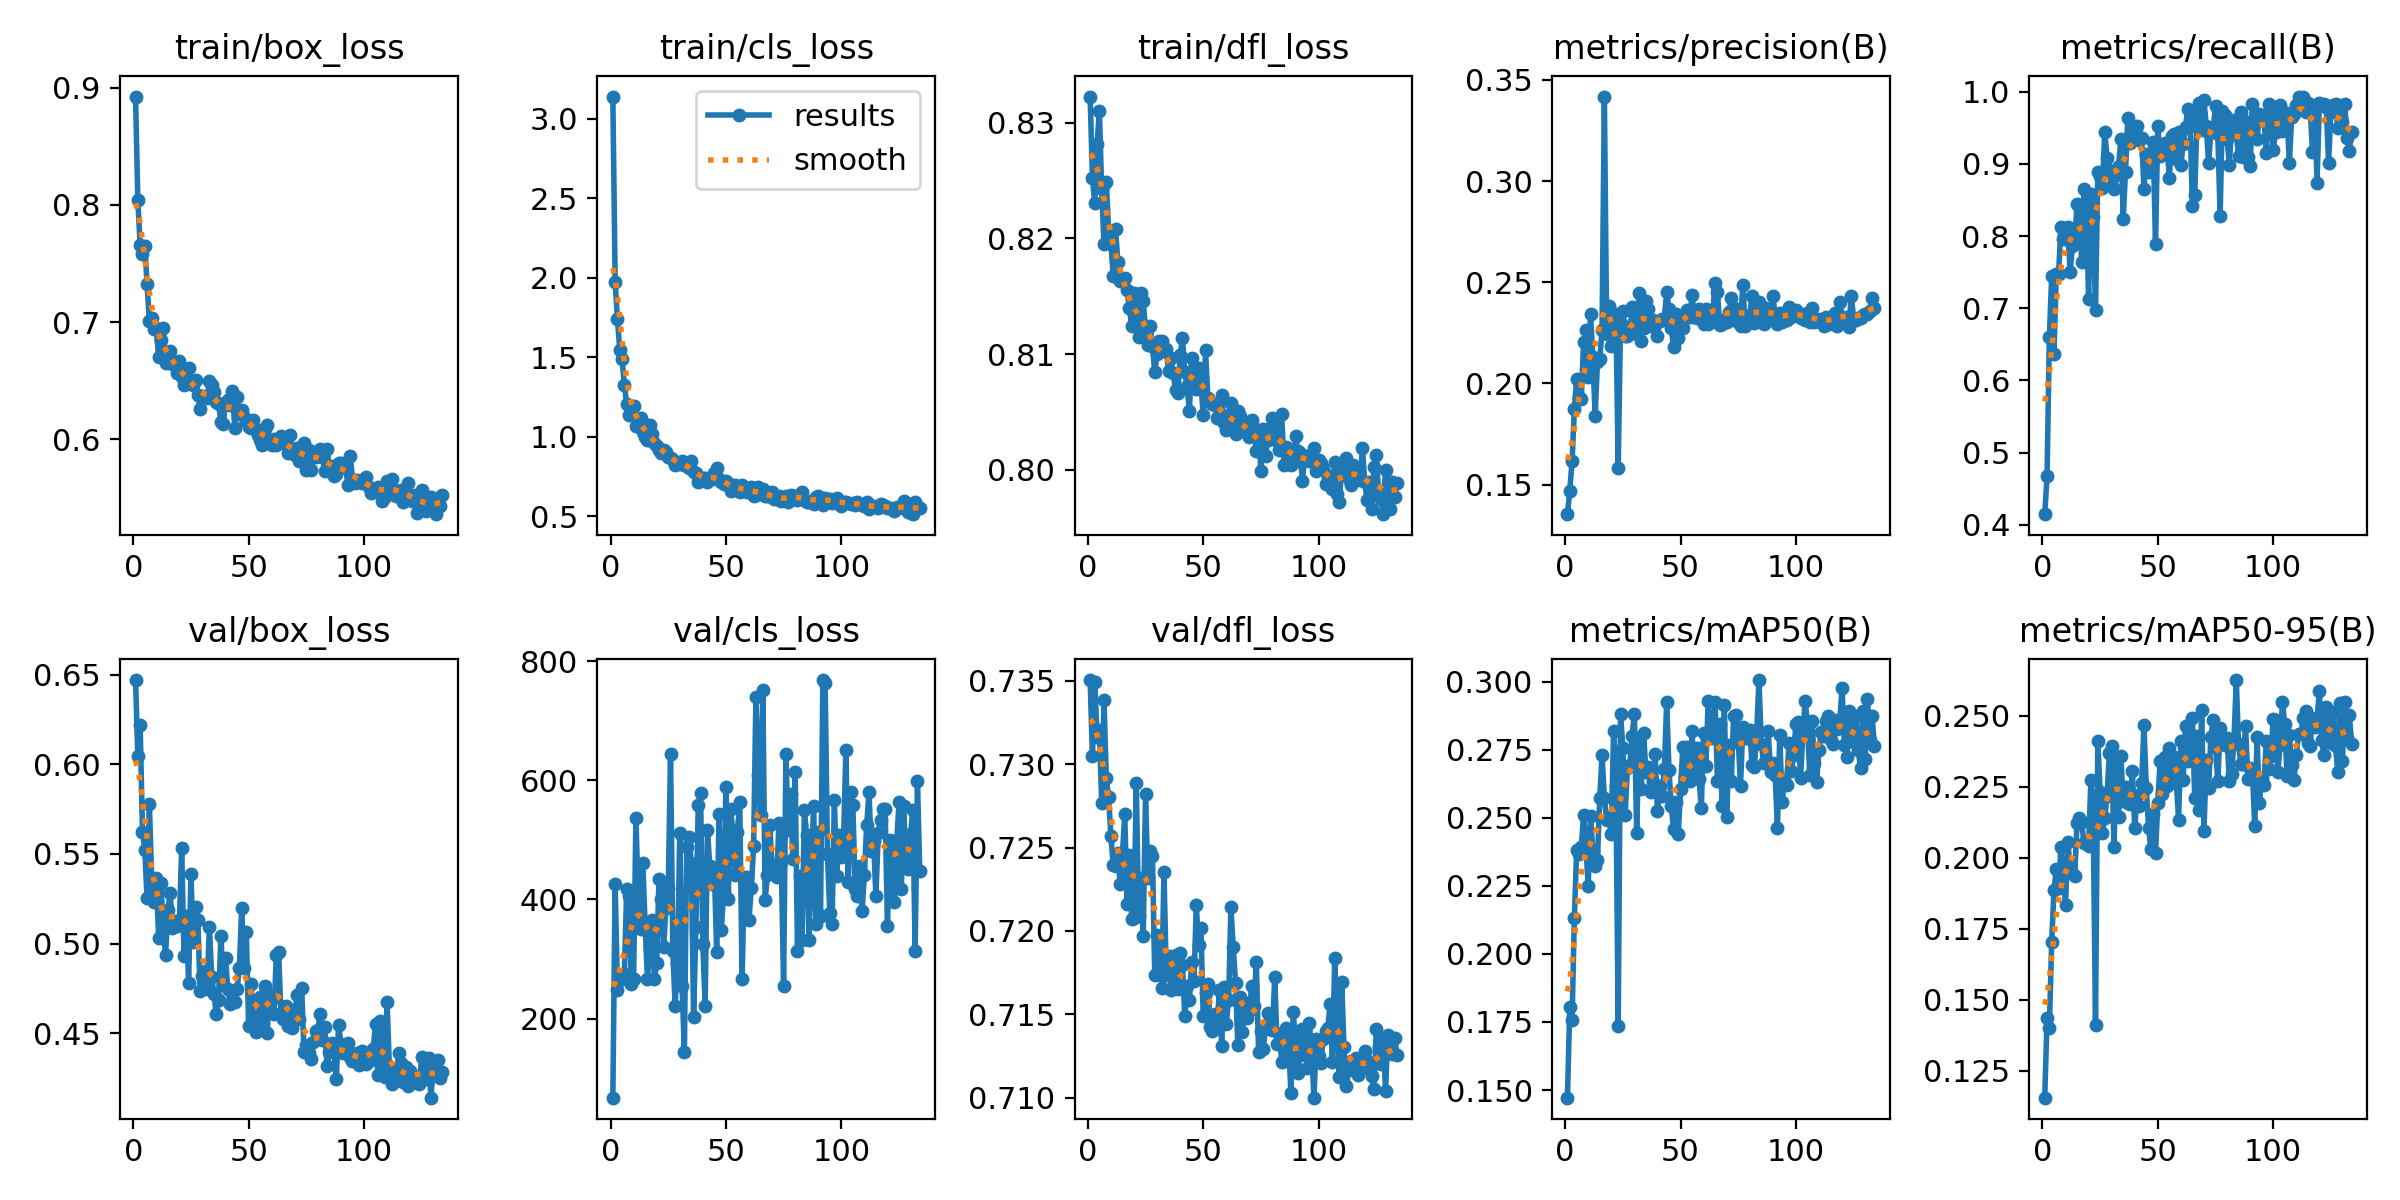 train/box_loss
0.9
0.8
0.7
0.6
0 50 100
train/cls_loss
results
smooth
3.0
2.5
2.0
1.5
1.0
0.5
0 50 100
train/dfl_loss
0.83
0.82
0.81
0.80
0 50 100
metrics/precision(B)
0.35
0.30
0.25
0.20
0.15
0 50 100
metrics/recall(B)
1.0
0.9
0.8
0.7
0.6
0.5
0.4
0 50 100
val/box_loss
0.65
0.60
0.55
0.50
0.45
0 50 100
val/cls_loss
800
600
400
200
0 50 100
val/dfl_loss
0.735
0.730
0.725
0.720
0.715
0.710
0 50 100
metrics/mAP50(B)
0.300
0.275
0.250
0.225
0.200
0.175
0.150
0 50 100
metrics/mAP50-95(B)
0.250
0.225
0.200
0.175
0.150
0.125
0 50 100